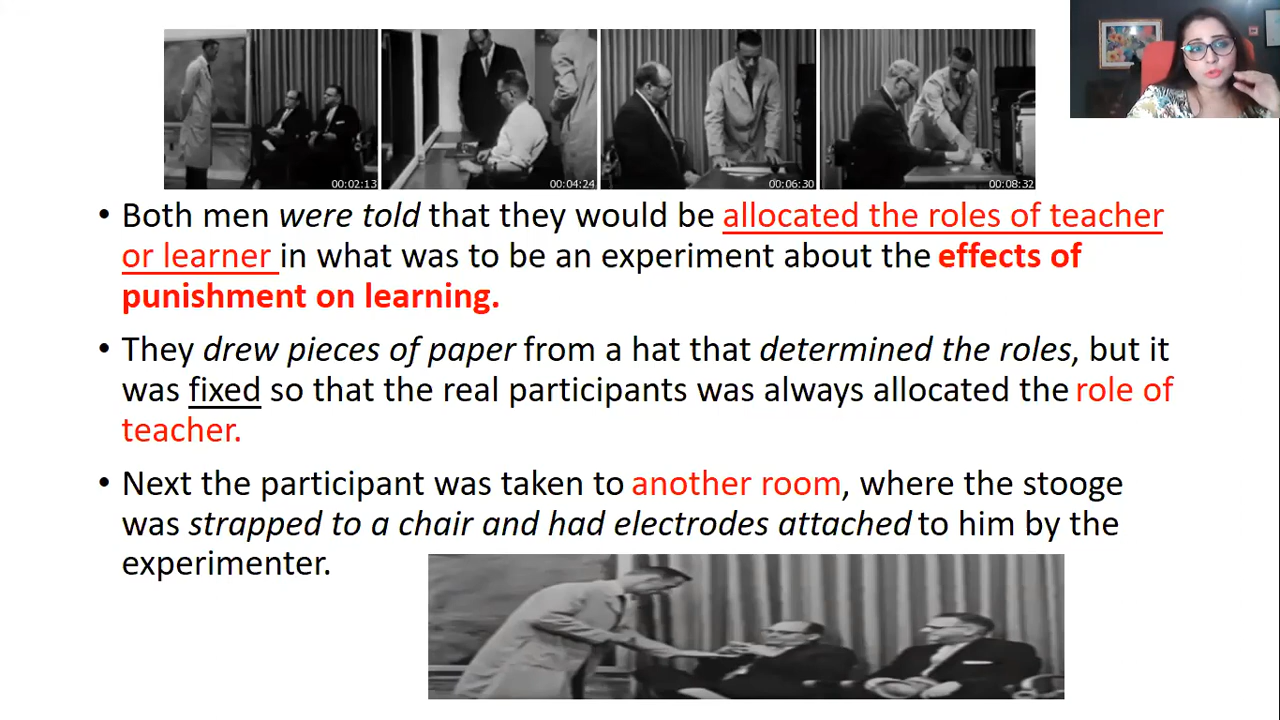 00:02:13 00:04:24 00:06:30 00:08:32
• Both men were told that they would be allocated the roles of teacher
or learner in what was to be an experiment about the effects of
punishment on learning.
• They drew pieces of paper from a hat that determined the roles, but it
was fixed so that the real participants was always allocated the role of
teacher.
• Next the participant was taken to another room, where the stooge
was strapped to a chair and had electrodes attached to him by the
experimenter.